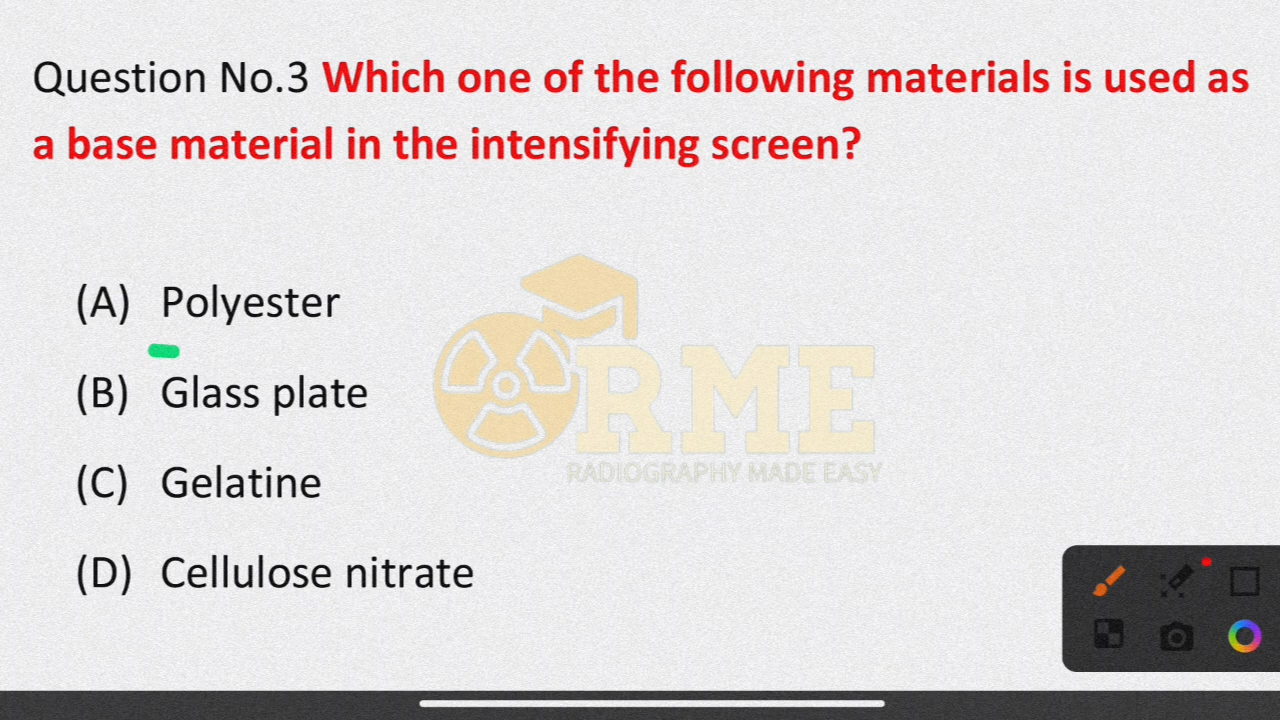 Question No.3 Which one of the following materials is used as
a base material in the intensifying screen?
(A) Polyester
(B) Glass plate
(C) Gelatine
(D) Cellulose nitrate
RME
RADIOGRAPHY MADE EASY